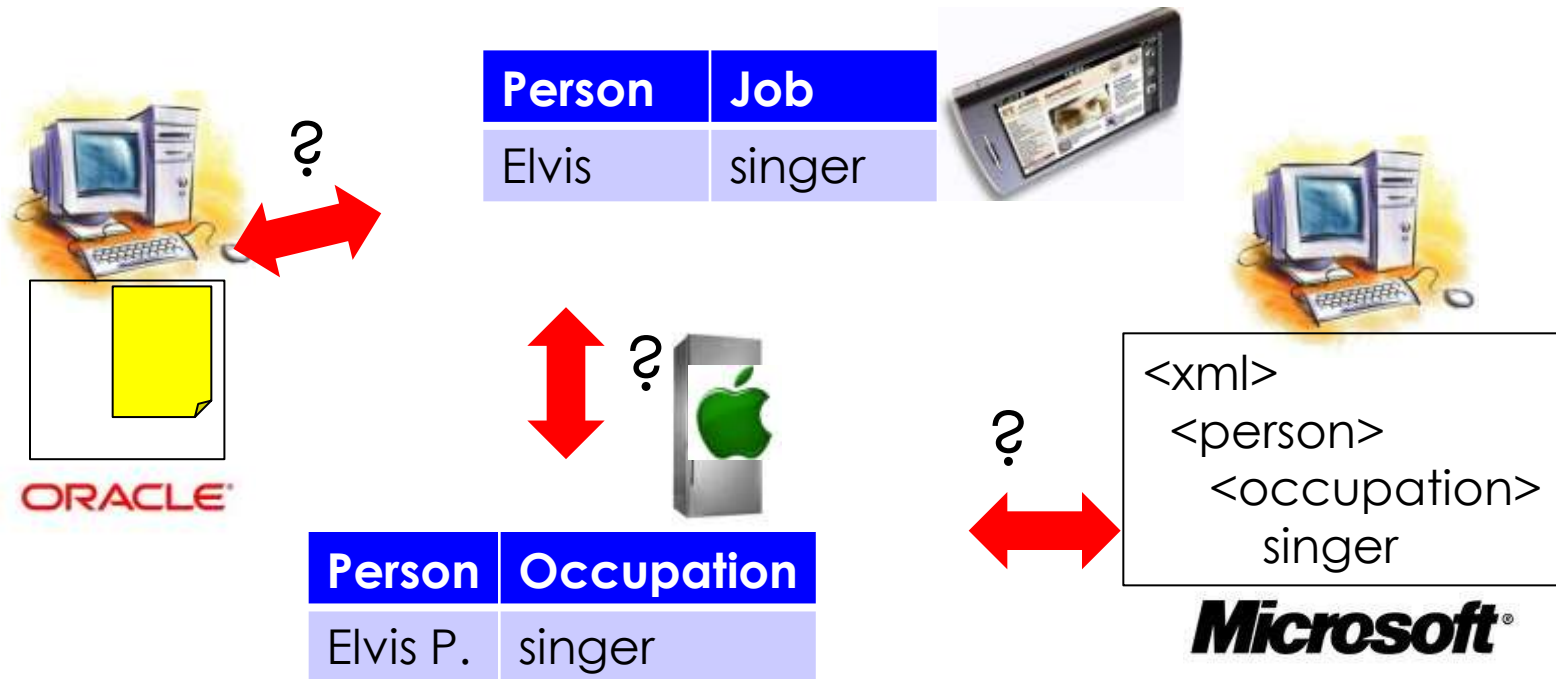 Person Job
Elvis singer
?
?
?
ORACLE®
Person Occupation
Elvis P. singer
<xml>
<person>
<occupation>
singer
Microsoft®